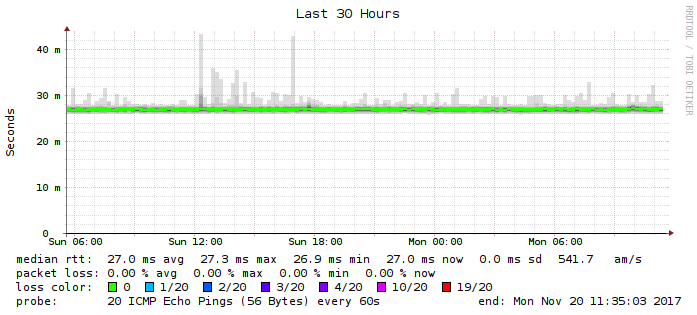 Last 30 Hours
RRDTOOL / TOBI OETIKER
Seconds
40 m
30 m
20 m
10 m
0
Sun 06:00 Sun 12:00 Sun 18:00 Mon 00:00 Mon 06:00
median rtt: 27.0 ms avg 27.3 ms max 26.9 ms min 27.0 ms now 0.0 ms sd 541.7 am/s
packet loss: 0.00 % avg 0.00 % max 0.00 % min 0.00 % now
loss color: 0 1/20 2/20 3/20 4/20 10/20 19/20
probe: 20 ICMP Echo Pings (56 Bytes) every 60s end: Mon Nov 20 11:35:03 2017